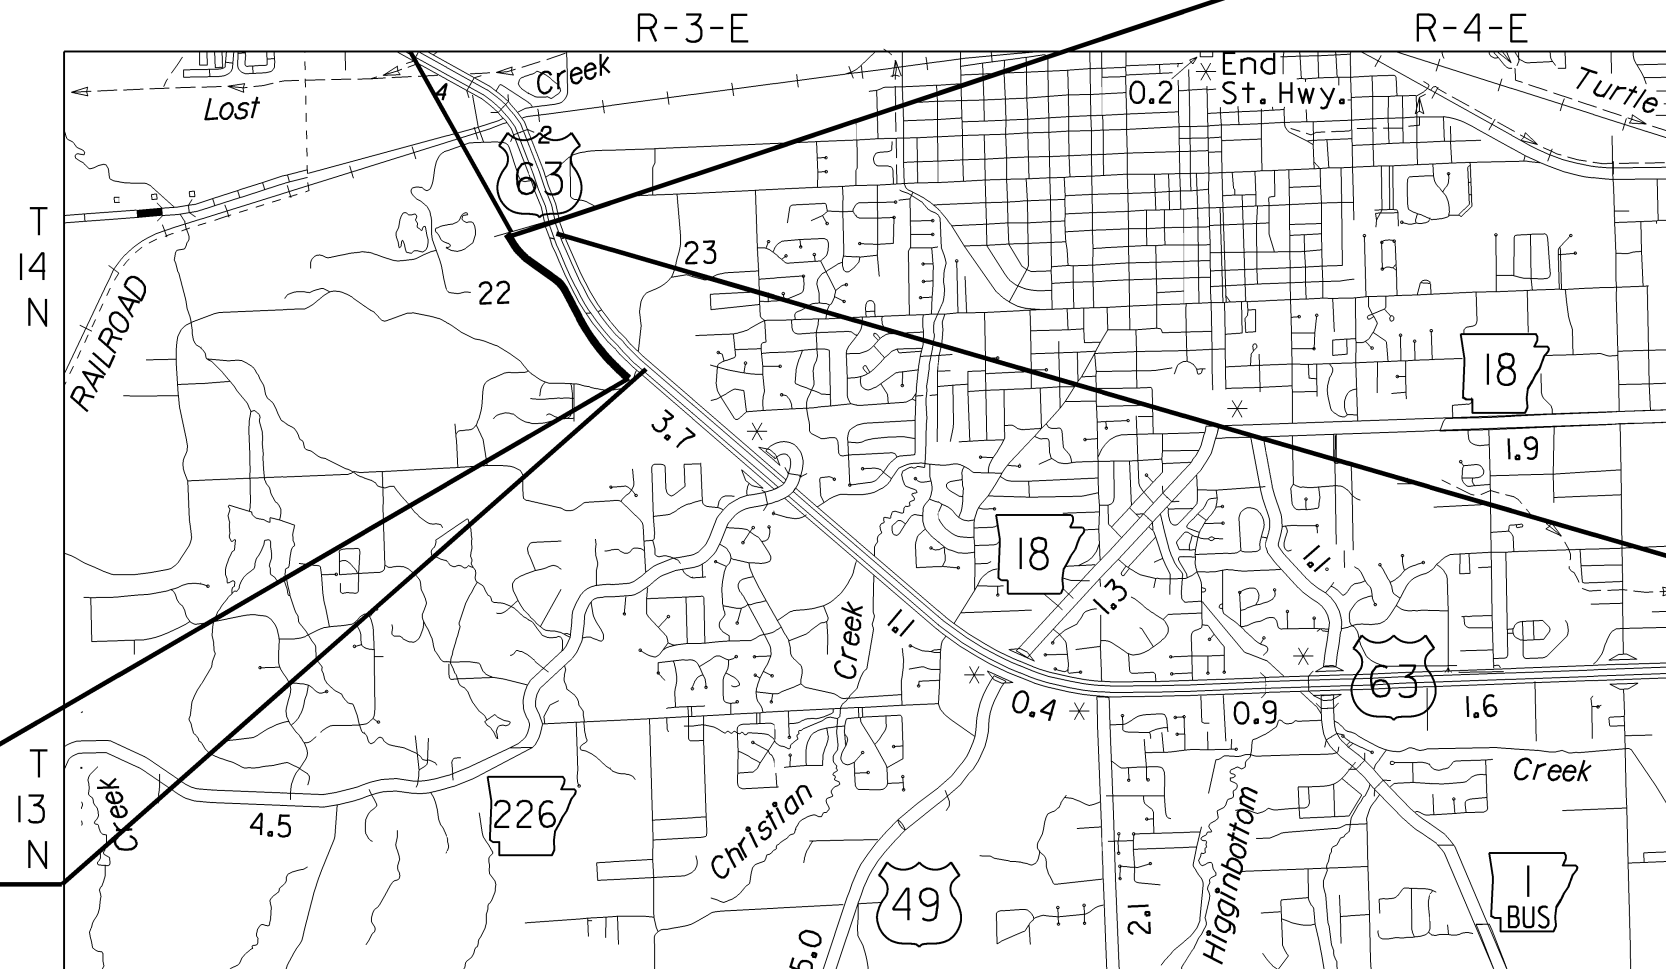 R-3-E
R-4-E
Creek
Lost
4
2
63
0.2
End
St. Hwy.
Turtle
T
14
N
RAILROAD
22
23
18
1.9
3.7
18
1.3
1.1
Creek
1.1
63
0.4
0.9
1.6
T
13
N
Creek
4.5
226
Christian
49
5.0
2.1
Higginbottom
Creek
1
BUS